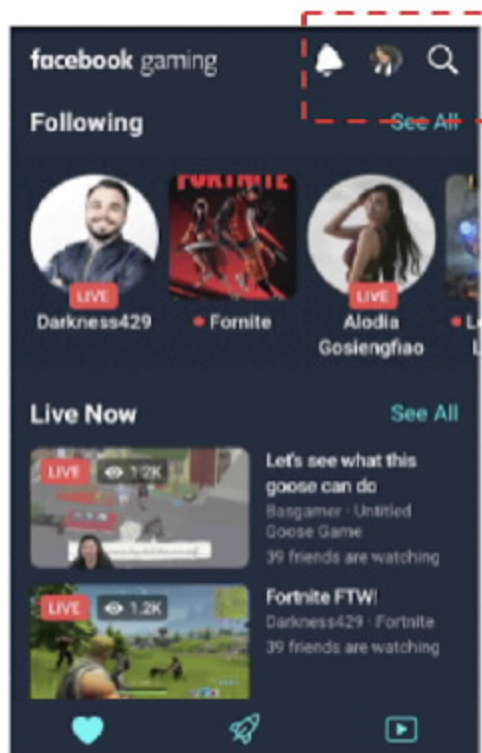 facebook gaming
Following
See All
FORTNITE
LIVE
LIVE
Darkness429
Fornite
Alodia
Gosiengfiao
Live Now
See All
LIVE
1.2K
Let's see what this
goose can do
Basgamer · Untitled
Goose Game
39 friends are watching
LIVE
1.2K
Fortnite FTW!
Darkness429 · Fortnite
39 friends are watching